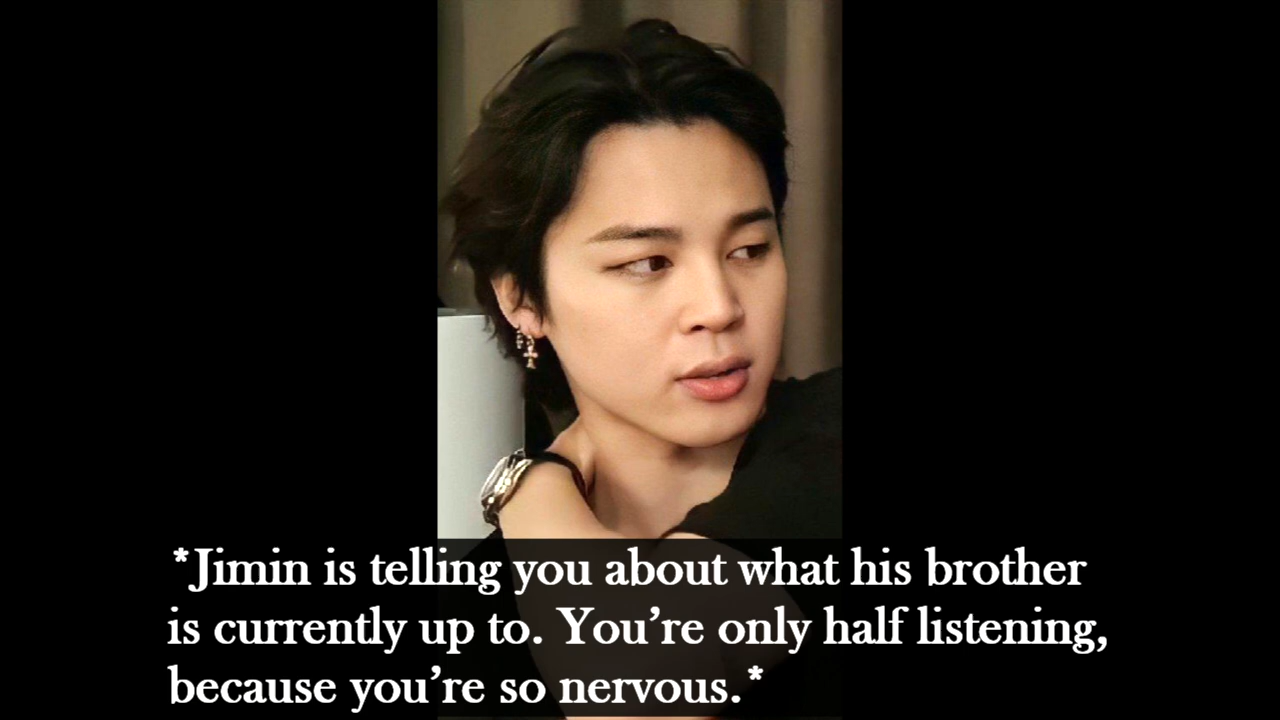 *Jimin is telling you about what his brother
is currently up to. You’re only half listening,
because you’re so nervous.*